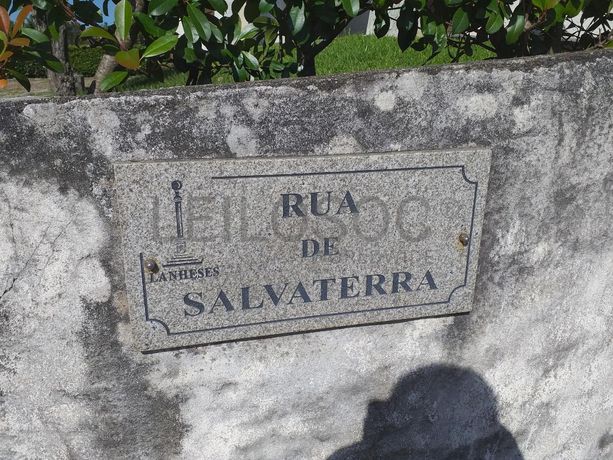 RUA
DE
LANHESES
SALVATERRA
LEILOSOC